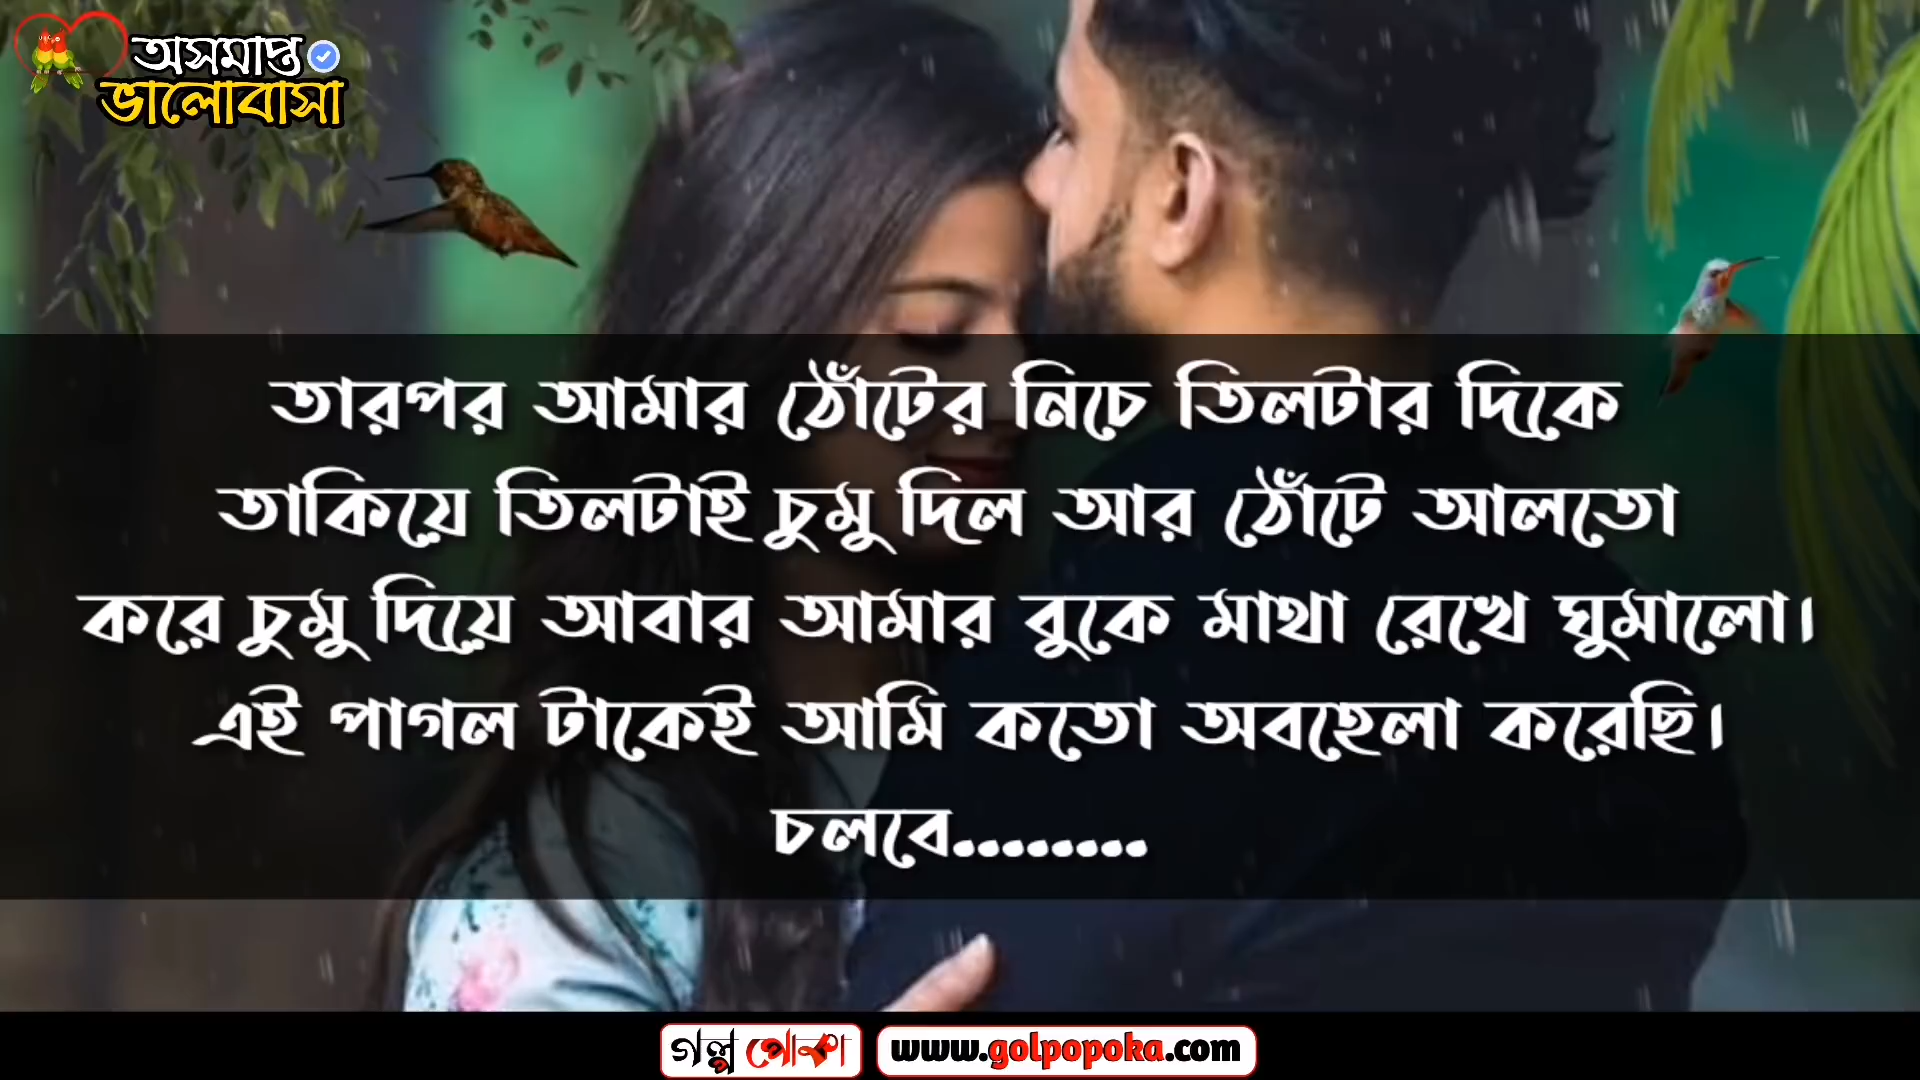 অসমাপ্ত
ভালোবাসা
তারপর আমার ঠোঁটের নিচে তিলটার দিকে
তাকিয়ে তিলটাই চুমু দিল আর ঠোঁটে আলতো
করে চুমু দিয়ে আবার আমার বুকে মাথা রেখে ঘুমালো।
এই পাগল টাকেই আমি কতো অবহেলা করেছি।
চলবে........
গল্প পোকা www.golpopoka.com